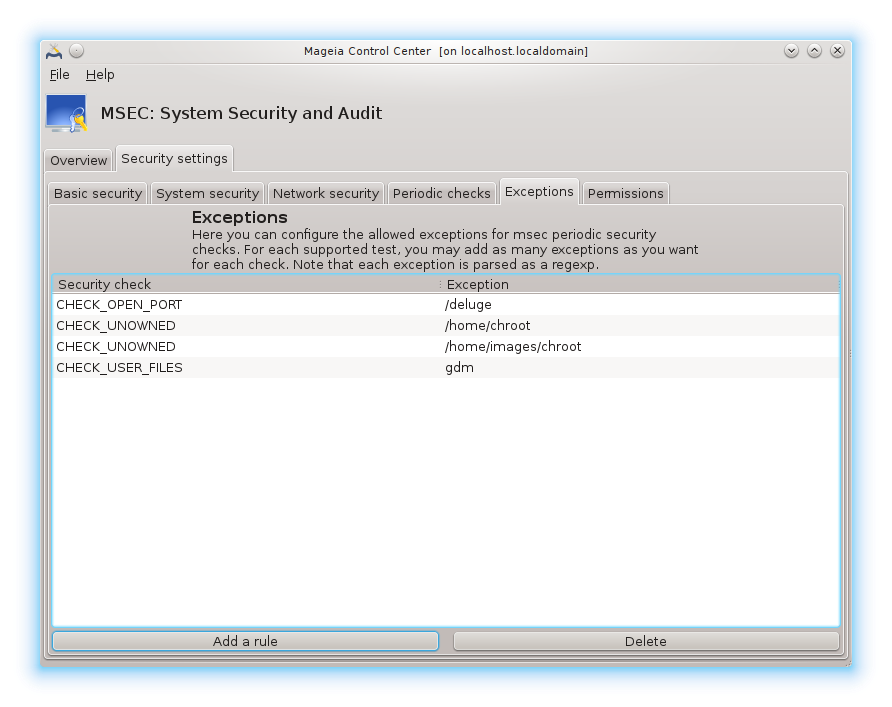 Mageia Control Center [on localhost.localdomain]
File Help
MSEC: System Security and Audit
Overview Security settings
Basic security System security Network security Periodic checks Exceptions Permissions
Exceptions
Here you can configure the allowed exceptions for msec periodic security
checks. For each supported test, you may add as many exceptions as you want
for each check. Note that each exception is parsed as a regexp.
Security check Exception
CHECK_OPEN_PORT /deluge
CHECK_UNOWNED /home/chroot
CHECK_UNOWNED /home/images/chroot
CHECK_USER_FILES gdm
Add a rule Delete